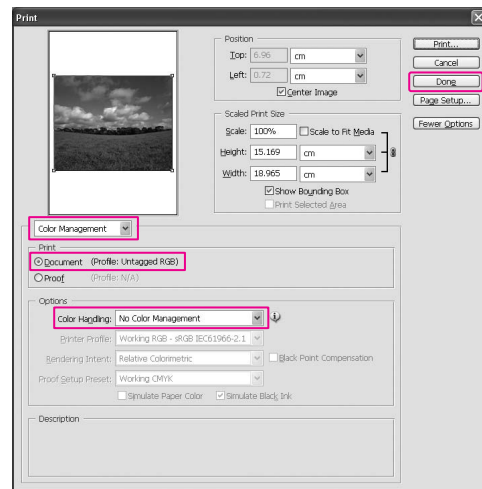 Print
Position
Top: 6.96 cm
Left: 0.72 cm
Center Image
Scaled Print Size
Scale: 100% Scale to Fit Media
Height: 15.169 cm
Width: 18.965 cm
Show Bounding Box
Print Selected Area
Print...
Cancel
Done
Page Setup...
Fewer Options
Color Management
Print
Document (Profile: Untagged RGB)
Proof (Profile: N/A)
Options
Color Handling: No Color Management
Printer Profile: Working RGB - sRGB IEC61966-2.1
Rendering Intent: Relative Colorimetric Black Point Compensation
Proof Setup Preset: Working CMYK
Simulate Paper Color Simulate Black Ink
Description